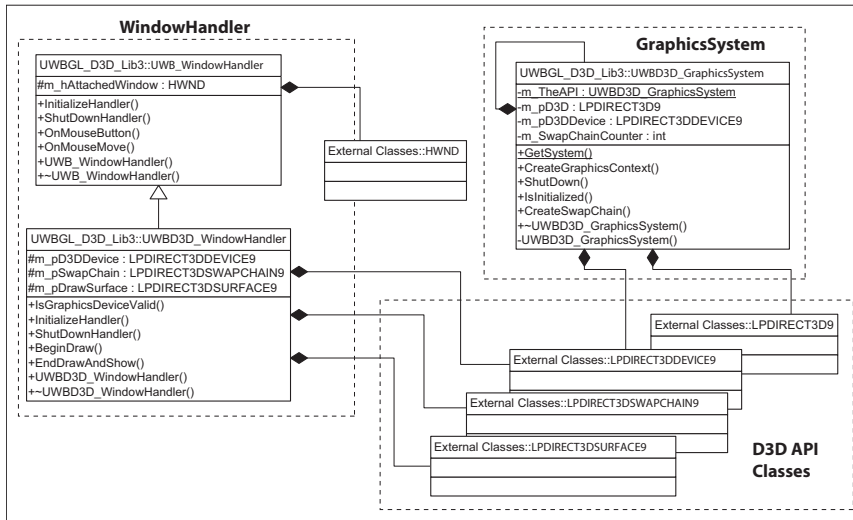 WindowHandler
UWBGL_D3D_Lib3::UWB_WindowHandler
#m_hAttachedWindow : HWND
+InitializeHandler()
+ShutDownHandler()
+OnMouseButton()
+OnMouseMove()
+UWB_WindowHandler()
+~UWB_WindowHandler()
External Classes::HWND
UWBGL_D3D_Lib3::UWBD3D_WindowHandler
#m_pD3DDevice : LPDIRECT3DDEVICE9
#m_pSwapChain : LPDIRECT3DSWAPCHAIN9
#m_pDrawSurface : LPDIRECT3DSURFACE9
+IsGraphicsDeviceValid()
+InitializeHandler()
+ShutDownHandler()
+BeginDraw()
+EndDrawAndShow()
+UWBD3D_WindowHandler()
+~UWBD3D_WindowHandler()
GraphicsSystem
UWBGL_D3D_Lib3::UWBD3D_GraphicsSystem
-m_TheAPI : UWBD3D_GraphicsSystem
-m_pD3D : LPDIRECT3D9
-m_pD3DDevice : LPDIRECT3DDEVICE9
-m_SwapChainCounter : int
+GetSystem()
+CreateGraphicsContext()
+ShutDown()
+IsInitialized()
+CreateSwapChain()
+~UWBD3D_GraphicsSystem()
-UWBD3D_GraphicsSystem()
External Classes::LPDIRECT3D9
External Classes::LPDIRECT3DDEVICE9
External Classes::LPDIRECT3DSWAPCHAIN9
External Classes::LPDIRECT3DSURFACE9
D3D API
Classes